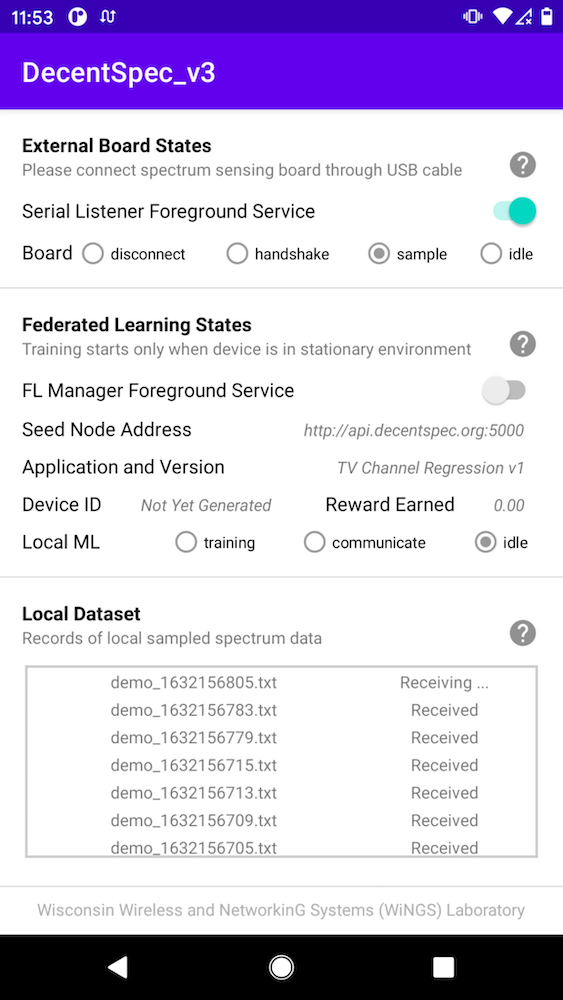 11:53
DecentSpec_v3
External Board States
Please connect spectrum sensing board through USB cable
?
Serial Listener Foreground Service
Board disconnect handshake sample idle
Federated Learning States
Training starts only when device is in stationary environment
?
FL Manager Foreground Service
Seed Node Address http://api.decentspec.org:5000
Application and Version TV Channel Regression v1
Device ID Not Yet Generated Reward Earned 0.00
Local ML training communicate idle
Local Dataset
Records of local sampled spectrum data
?
demo_1632156805.txt Receiving ...
demo_1632156783.txt Received
demo_1632156779.txt Received
demo_1632156715.txt Received
demo_1632156713.txt Received
demo_1632156709.txt Received
demo_1632156705.txt Received
Wisconsin Wireless and NetworkinG Systems (WiNGS) Laboratory